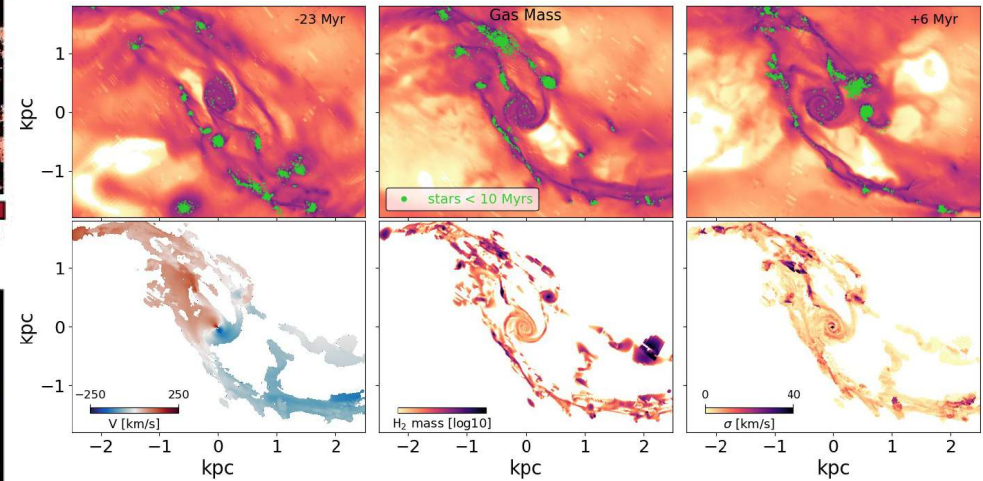 -23 Myr
Gas Mass
+6 Myr
kpc
1
0
−1
stars < 10 Myrs
kpc
1
0
−1
−250 250
V [km/s]
H₂ mass [log10]
0 40
σ [km/s]
−2 −1 0 1 2
−2 −1 0 1 2
−2 −1 0 1 2
kpc
kpc
kpc